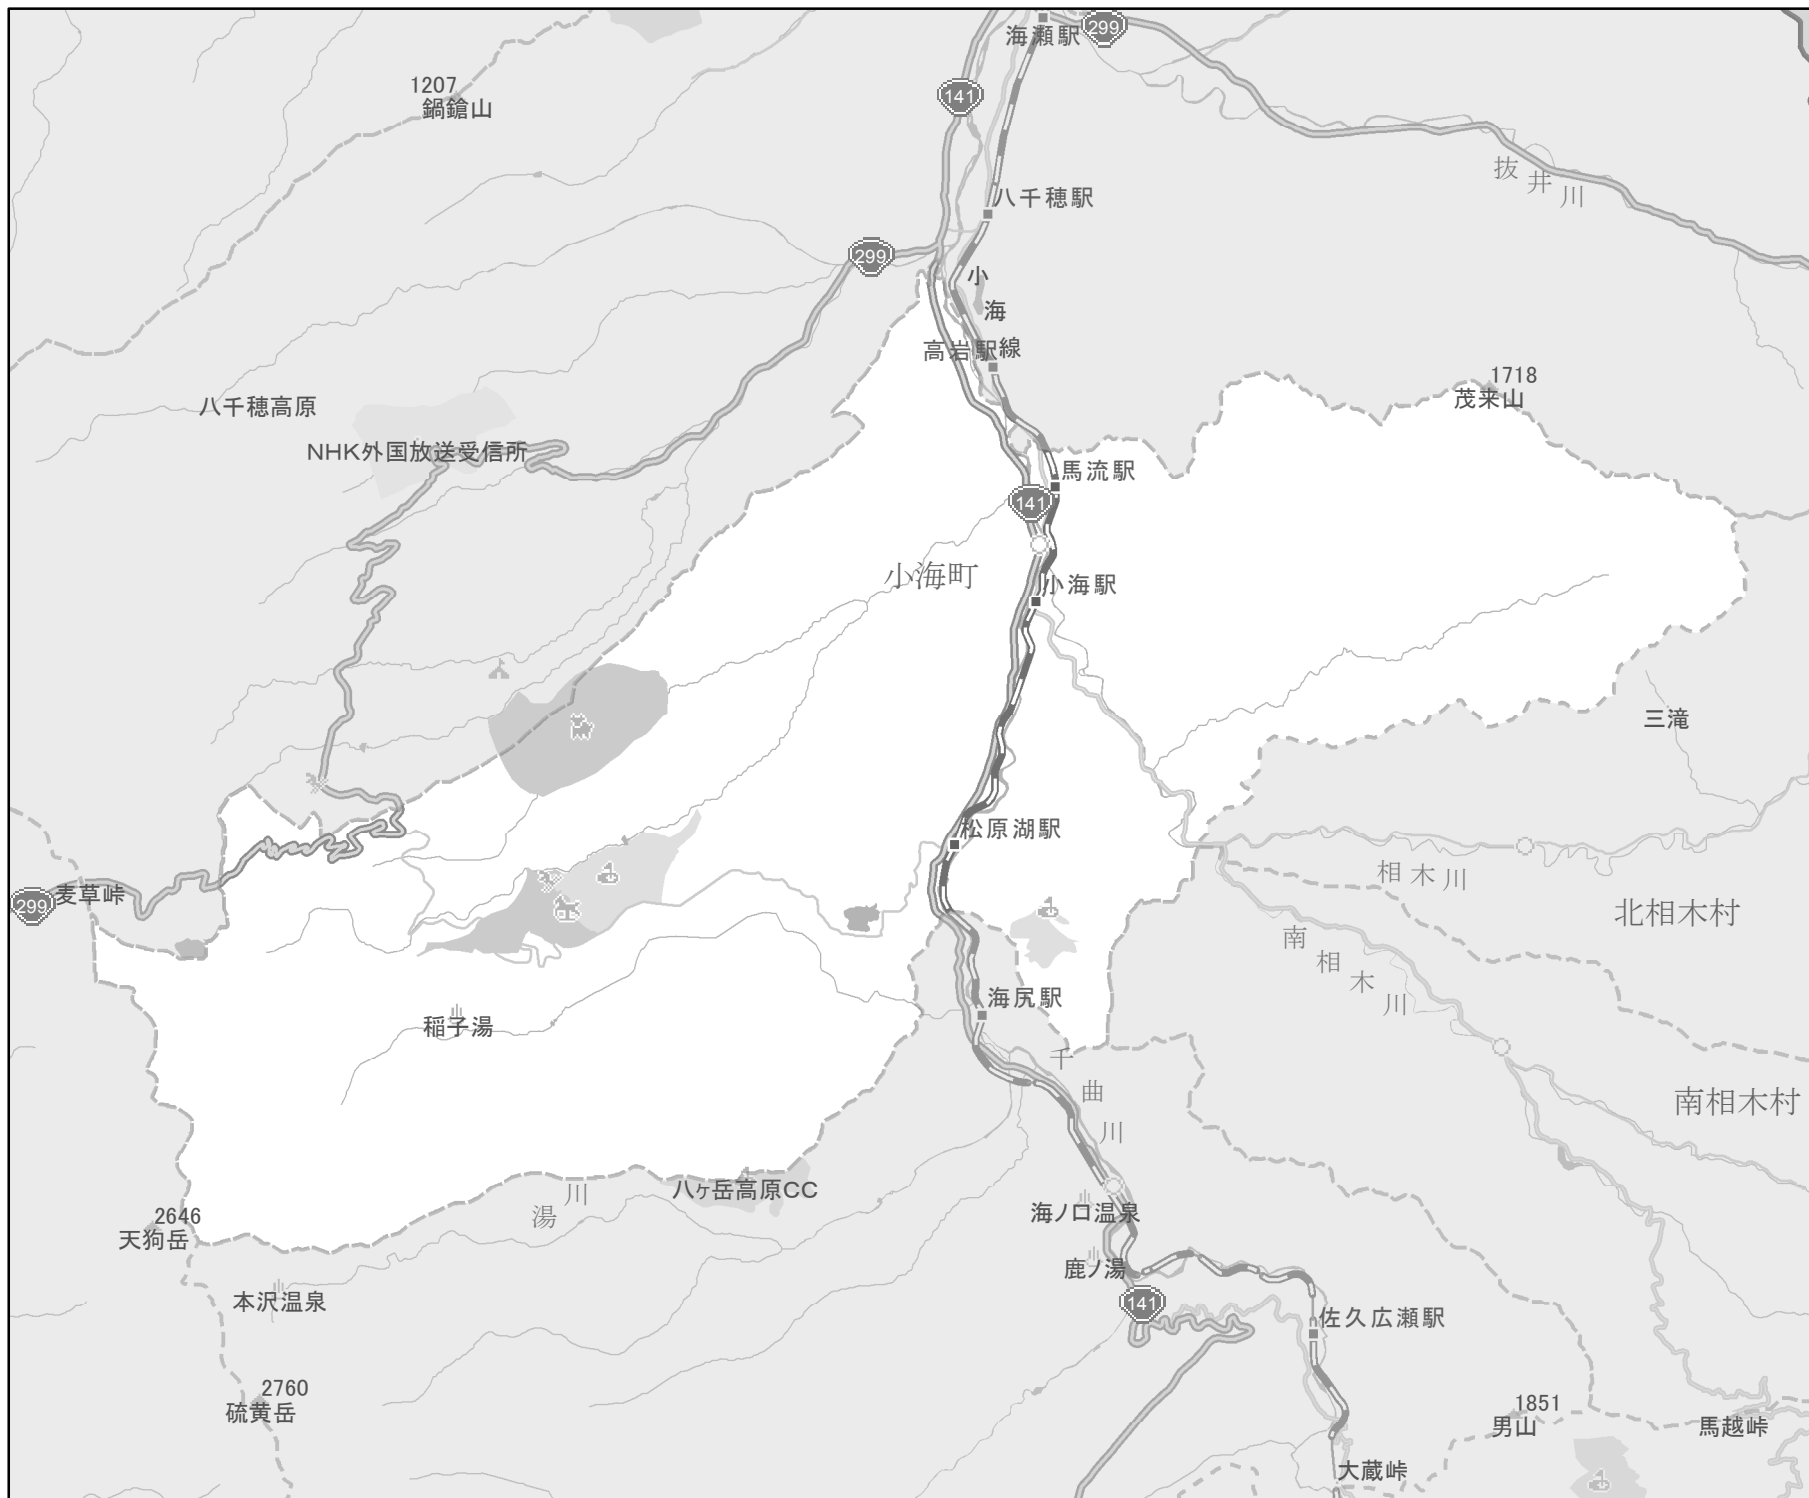 海瀬駅
299
1207
鍋鎗山
141
抜井川
八千穂駅
299
小海線
高岩駅
1718
茂来山
八千穂高原
NHK外国放送受信所
馬流駅
141
小海町
小海駅
三滝
松原湖駅
相木川
麦草峠
299
北相木村
南相木川
海尻駅
稲子湯
千曲川
南相木村
八ヶ岳高原CC
湯川
2646
天狗岳
海ノ口温泉
鹿ノ湯
本沢温泉
141
佐久広瀬駅
2760
硫黄岳
1851
男山
馬越峠
大蔵峠